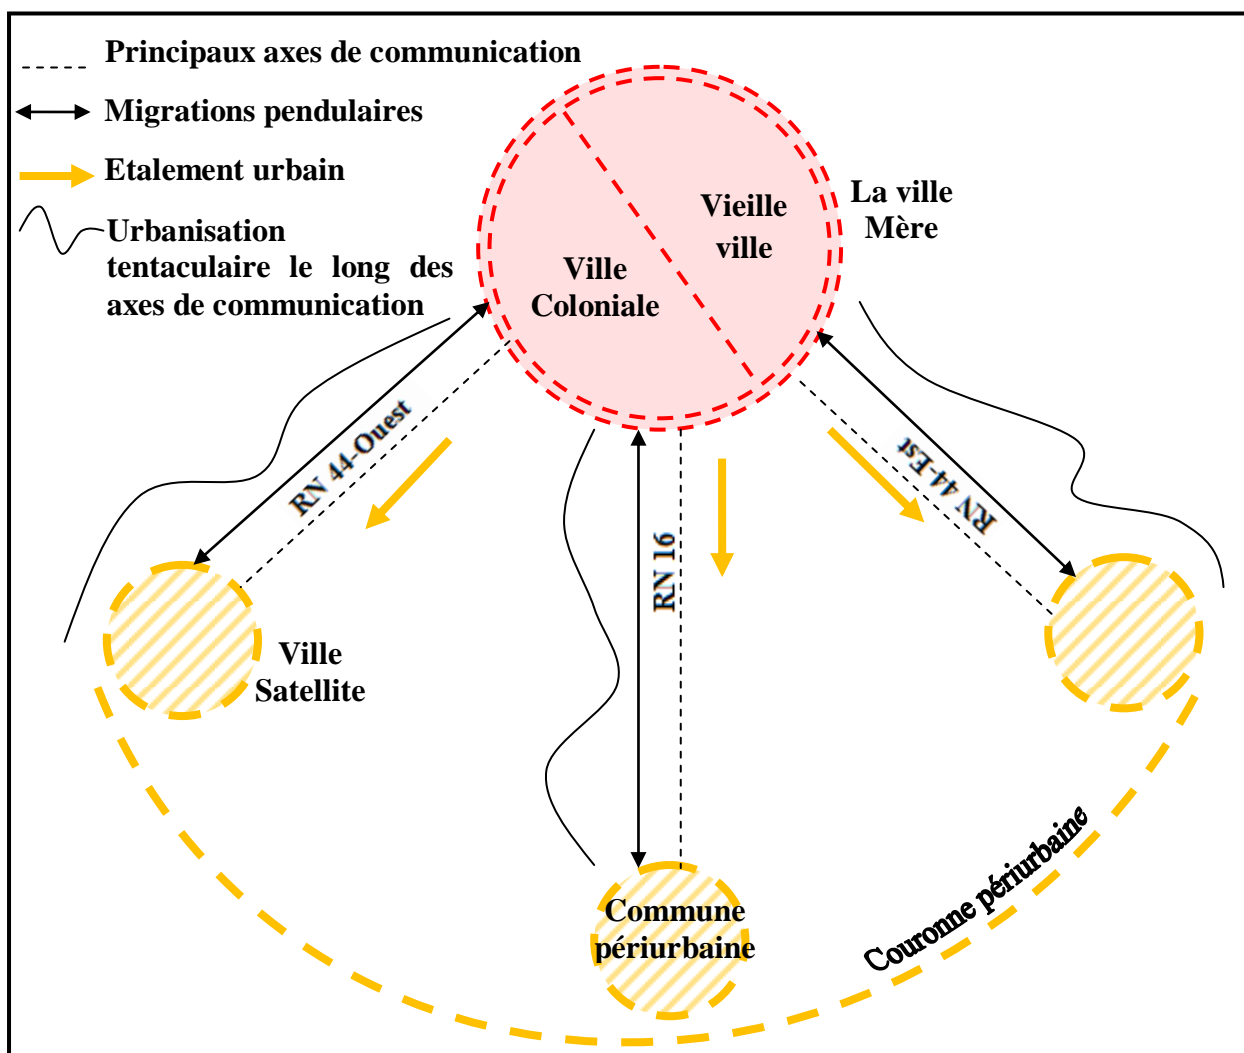 Principaux axes de communication
Migrations pendulaires
Etalement urbain
Urbanisation
tentaculaire le long des
axes de communication
Vieille
ville
La ville
Mère
Ville
Coloniale
RN 44-Ouest
RN 16
RN 44-Est
Ville
Satellite
Commune
périurbaine
Couronne périurbaine